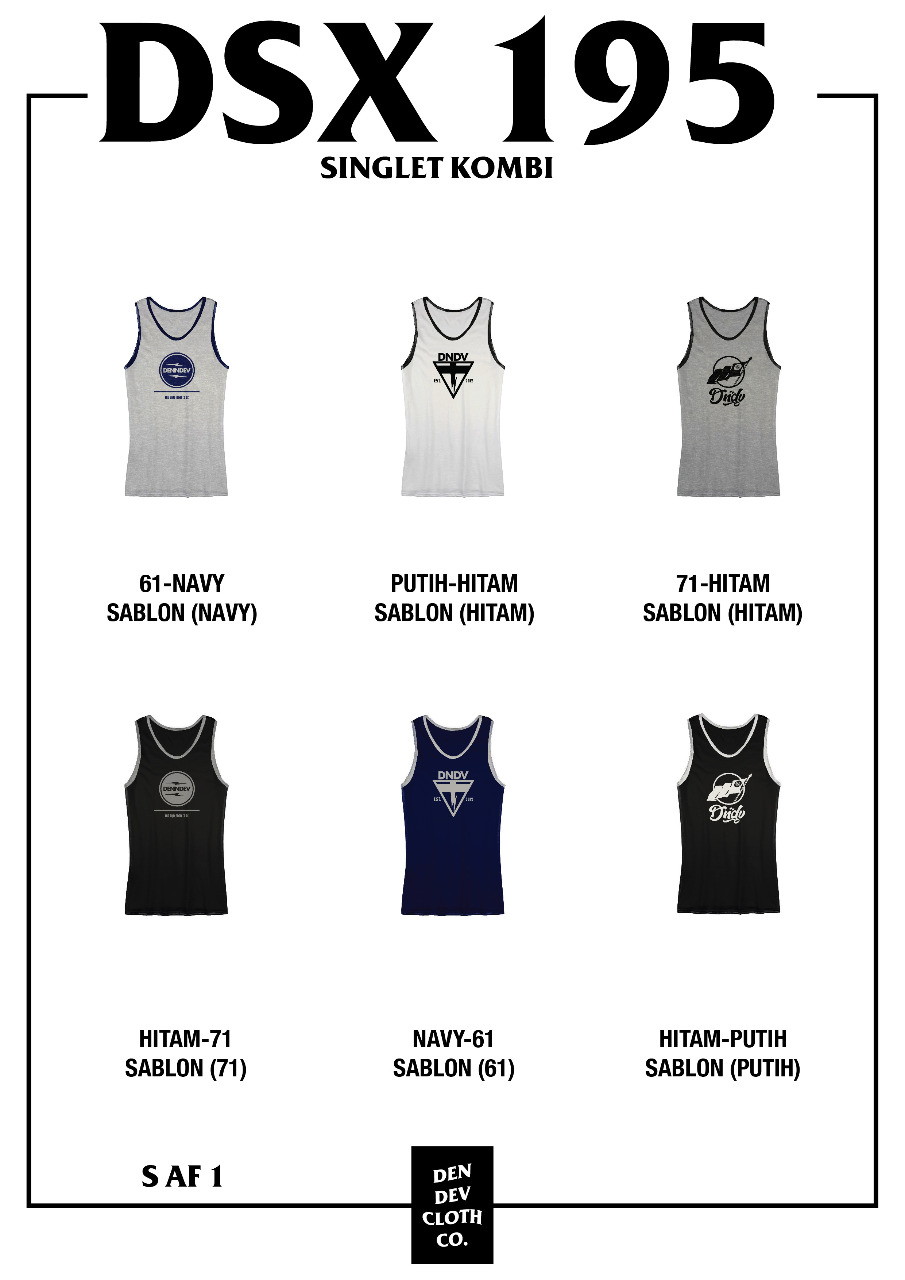 DSX 195
SINGLET KOMBI
DENNDEV
DNDV
EST. 2015
Dndv
61-NAVY
SABLON (NAVY)
PUTIH-HITAM
SABLON (HITAM)
71-HITAM
SABLON (HITAM)
DENNDEV
DNDV
EST. 2015
Dndv
HITAM-71
SABLON (71)
NAVY-61
SABLON (61)
HITAM-PUTIH
SABLON (PUTIH)
S AF 1
DEN
DEV
CLOTH
CO.